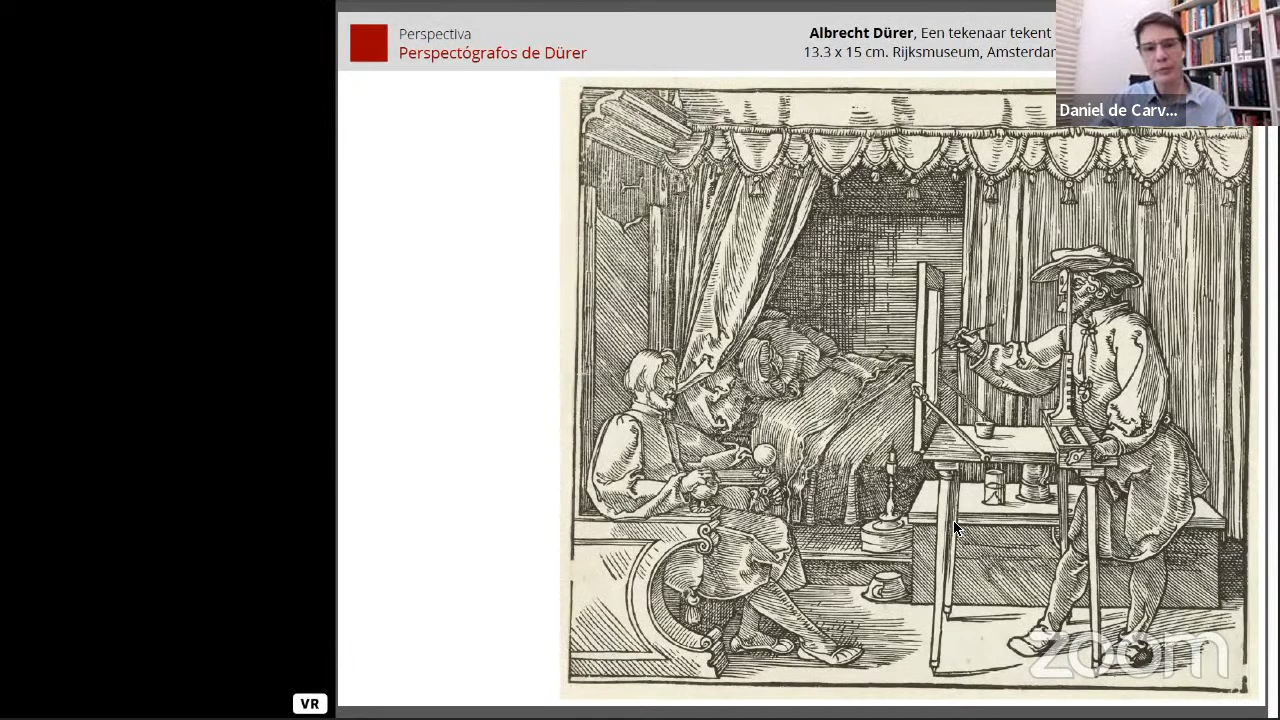 Perspectiva
Perspectógrafos de Dürer
Albrecht Dürer, Een tekenaar tekent
13.3 x 15 cm. Rijksmuseum, Amsterdam
Daniel de Carv...
zoom
VR